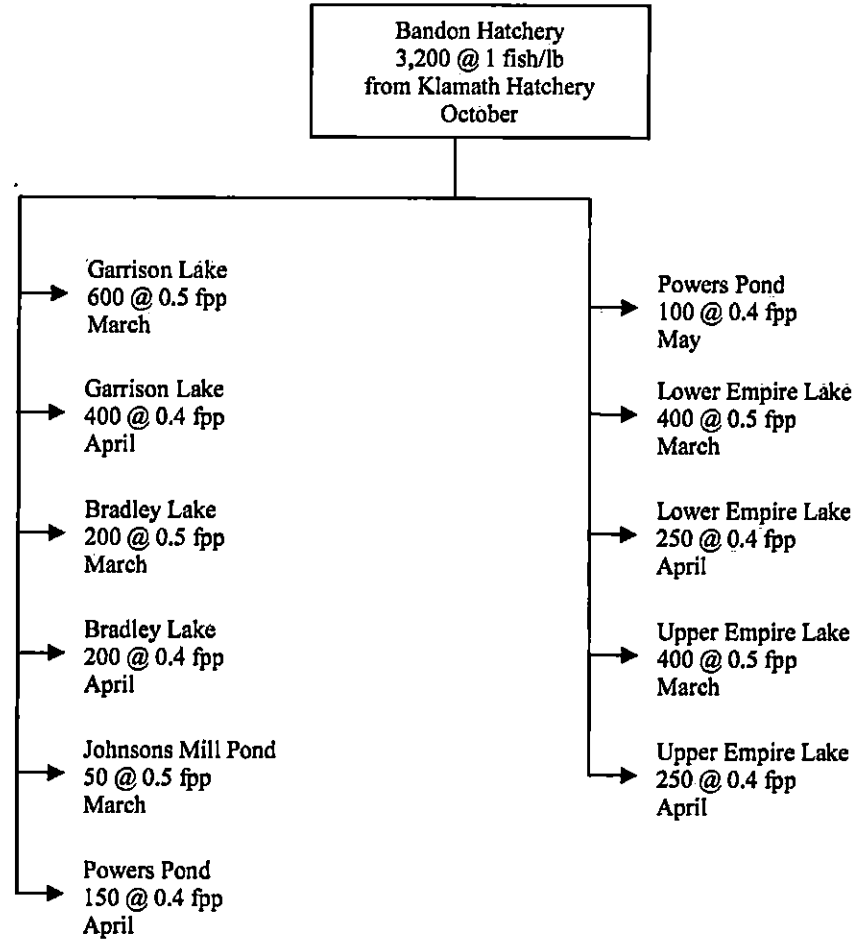 Bandon Hatchery
3,200 @ 1 fish/lb
from Klamath Hatchery
October
Garrison Lake
600 @ 0.5 fpp
March
Garrison Lake
400 @ 0.4 fpp
April
Bradley Lake
200 @ 0.5 fpp
March
Bradley Lake
200 @ 0.4 fpp
April
Johnsons Mill Pond
50 @ 0.5 fpp
March
Powers Pond
150 @ 0.4 fpp
April
Powers Pond
100 @ 0.4 fpp
May
Lower Empire Lake
400 @ 0.5 fpp
March
Lower Empire Lake
250 @ 0.4 fpp
April
Upper Empire Lake
400 @ 0.5 fpp
March
Upper Empire Lake
250 @ 0.4 fpp
April